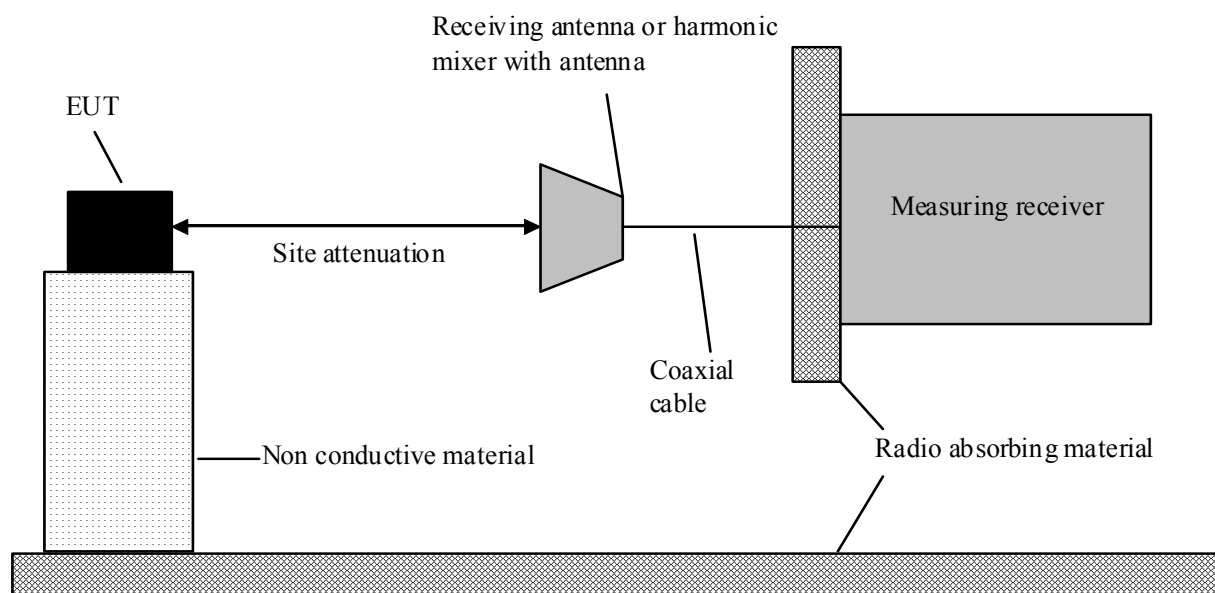 Receiving antenna or harmonic
mixer with antenna
EUT
Measuring receiver
Site attenuation
Coaxial
cable
Non conductive material
Radio absorbing material